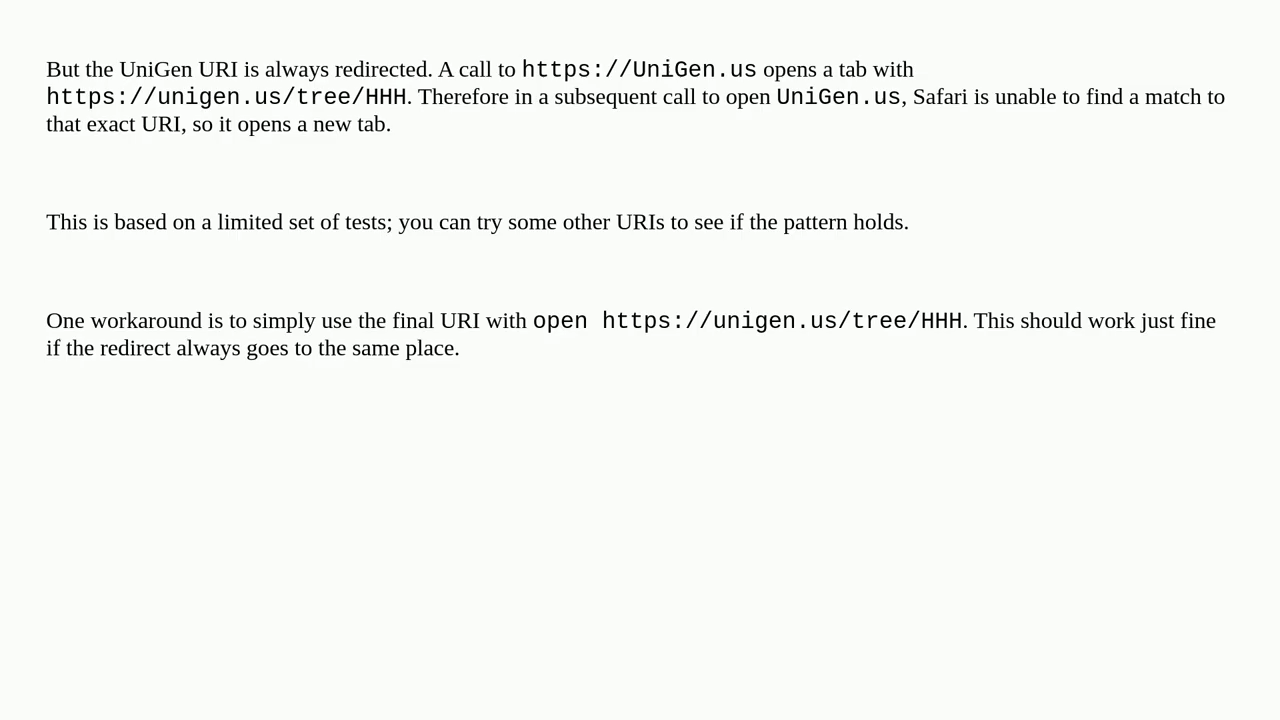 But the UniGen URI is always redirected. A call to https://UniGen.us opens a tab with
https://unigen.us/tree/HHH. Therefore in a subsequent call to open UniGen.us, Safari is unable to find a match to
that exact URI, so it opens a new tab.
This is based on a limited set of tests; you can try some other URIs to see if the pattern holds.
One workaround is to simply use the final URI with open https://unigen.us/tree/HHH. This should work just fine
if the redirect always goes to the same place.